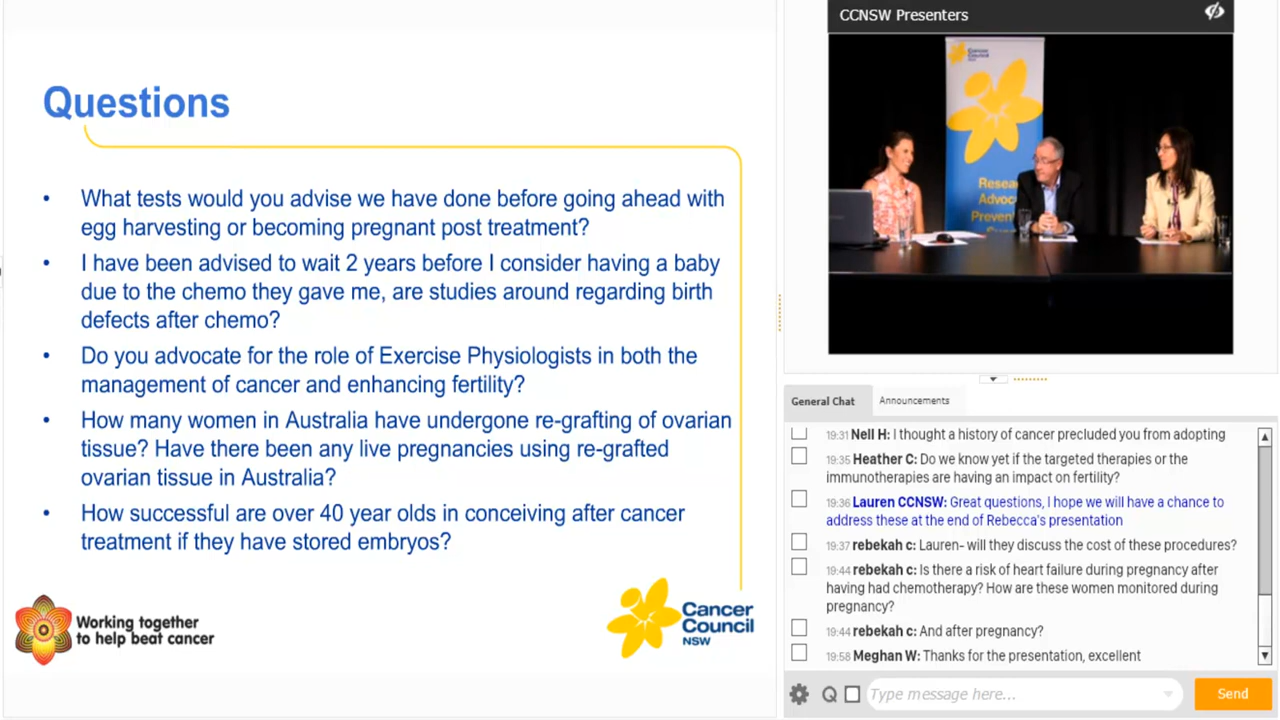 Questions
• What tests would you advise we have done before going ahead with
egg harvesting or becoming pregnant post treatment?
• I have been advised to wait 2 years before I consider having a baby
due to the chemo they gave me, are studies around regarding birth
defects after chemo?
• Do you advocate for the role of Exercise Physiologists in both the
management of cancer and enhancing fertility?
• How many women in Australia have undergone re-grafting of ovarian
tissue? Have there been any live pregnancies using re-grafted
ovarian tissue in Australia?
• How successful are over 40 year olds in conceiving after cancer
treatment if they have stored embryos?
Working together
to help beat cancer
Cancer
Council
NSW
CCNSW Presenters
Cancer
Council
General Chat
Announcements
19:31 Nell H: I thought a history of cancer precluded you from adopting
19:35 Heather C: Do we know yet if the targeted therapies or the
immunotherapies are having an impact on fertility?
19:36 Lauren CCNSW: Great questions, I hope we will have a chance to
address these at the end of Rebecca's presentation
19:37 rebekah c: Lauren- will they discuss the cost of these procedures?
19:44 rebekah c: Is there a risk of heart failure during pregnancy after
having had chemotherapy? How are these women monitored during
pregnancy?
19:44 rebekah c: And after pregnancy?
19:58 Meghan W: Thanks for the presentation, excellent
Q
Type message here...
Send